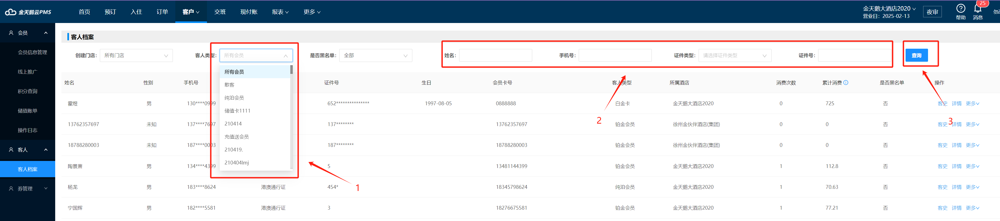 金天鹅云PMS 首页 预订 入住 订单 客户 交班 现付账 报表 更多 金天鹅大酒店2020 夜审 25
营业日：2025-02-13 帮助 消息
会员
会员信息管理
线上推广
积分查询
储值账单
操作日志
客人
客人档案
券管理
客人档案
创建门店： 所有门店 客人类型： 所有会员 是否黑名单： 全部 姓名： 手机号： 证件类型： 请选择证件类型 证件号： 查询
所有会员
散客
纯泊会员
储值卡1111
210414
充值送会员
210419.
210404lmj
1
2
3
姓名 性别 手机号 证件号 生日 会员卡号 客人类型 所属酒店 消费次数 累计消费 是否黑名单 操作
霍煜 男 130****0999 652*************** 1997-08-05 0888888 白金卡 金天鹅大酒店2020 0 725 否 客史 详情 更多
13762357697 未知 137****7697 137******** 13762357697 铂金会员 徐州金伙伴酒店(集团) 0 0 否 客史 详情 更多
18788280003 未知 187****0003 187******** 18788280003 铂金会员 徐州金伙伴酒店(集团) 0 0 否 客史 详情 更多
陶景萧 男 134****4399 5 13481144399 铂金会员 金天鹅大酒店2020 1 112.8 否 客史 详情 更多
杨龙 男 183****8624 港澳通行证 454* 18345798624 纯泊会员 金天鹅大酒店2020 1 70.63 否 客史 详情 更多
宁国辉 男 182****5581 港澳通行证 3 18276675581 铂金会员 金天鹅大酒店2020 1 77.21 否 客史 详情 更多